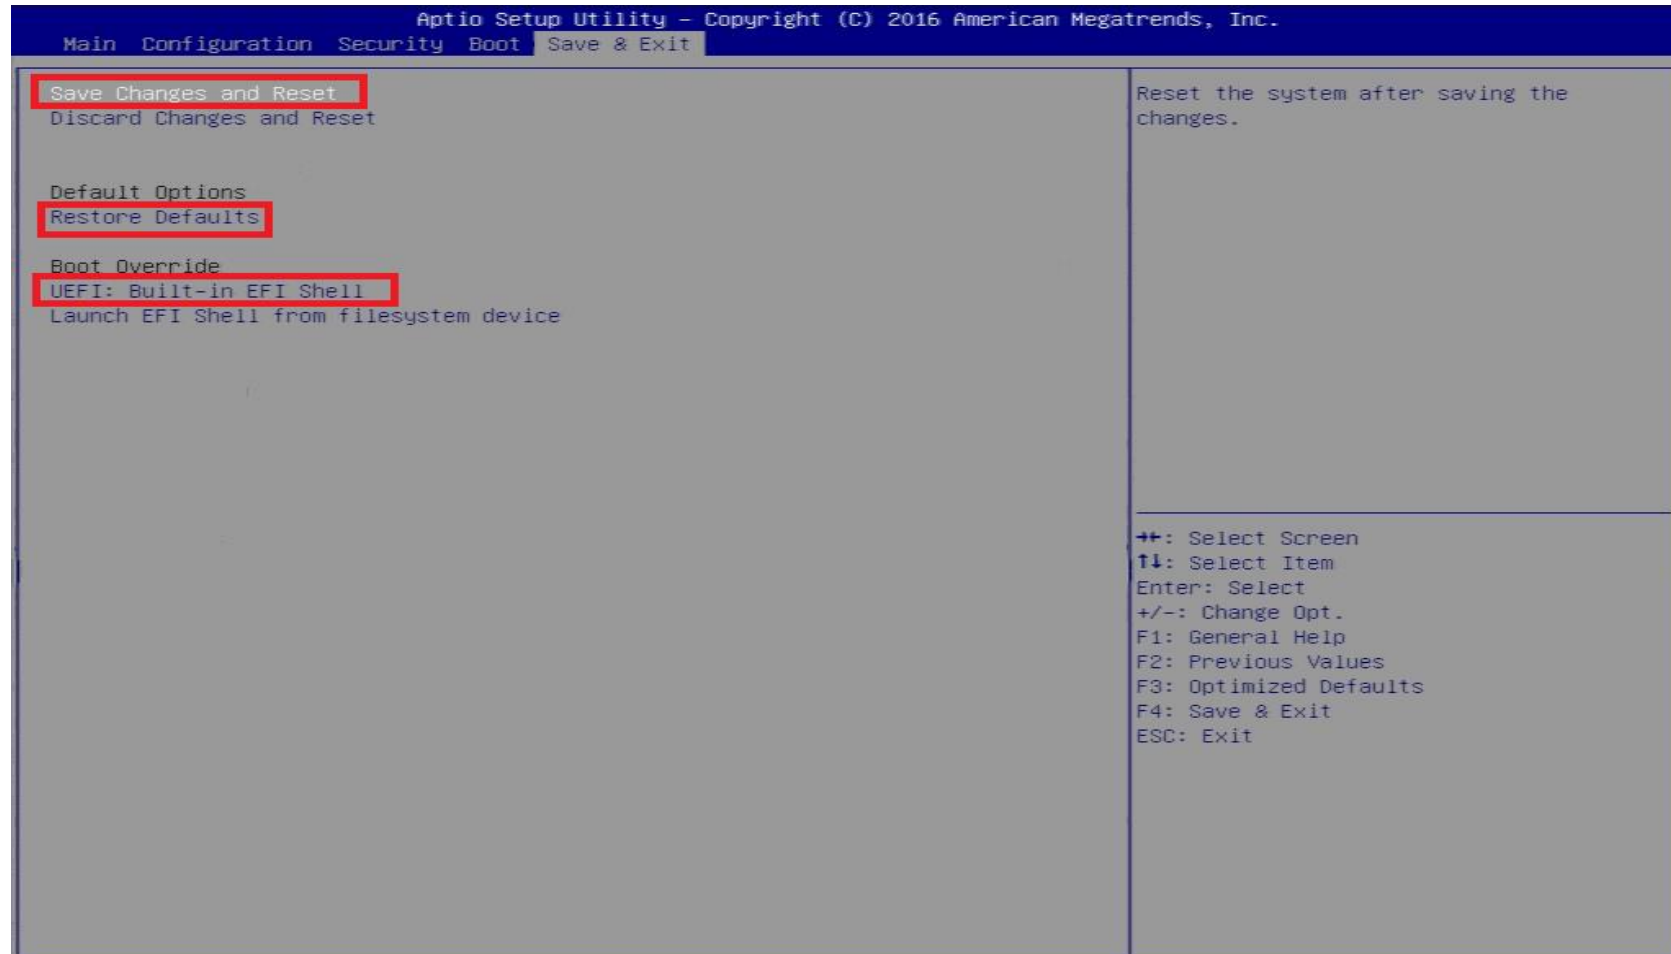 Aptio Setup Utility – Copyright (C) 2016 American Megatrends, Inc.
Main Configuration Security Boot Save & Exit
Save Changes and Reset
Discard Changes and Reset
Default Options
Restore Defaults
Boot Override
UEFI: Built-in EFI Shell
Launch EFI Shell from filesystem device
Reset the system after saving the
changes.
→←: Select Screen
↑↓: Select Item
Enter: Select
+/-: Change Opt.
F1: General Help
F2: Previous Values
F3: Optimized Defaults
F4: Save & Exit
ESC: Exit